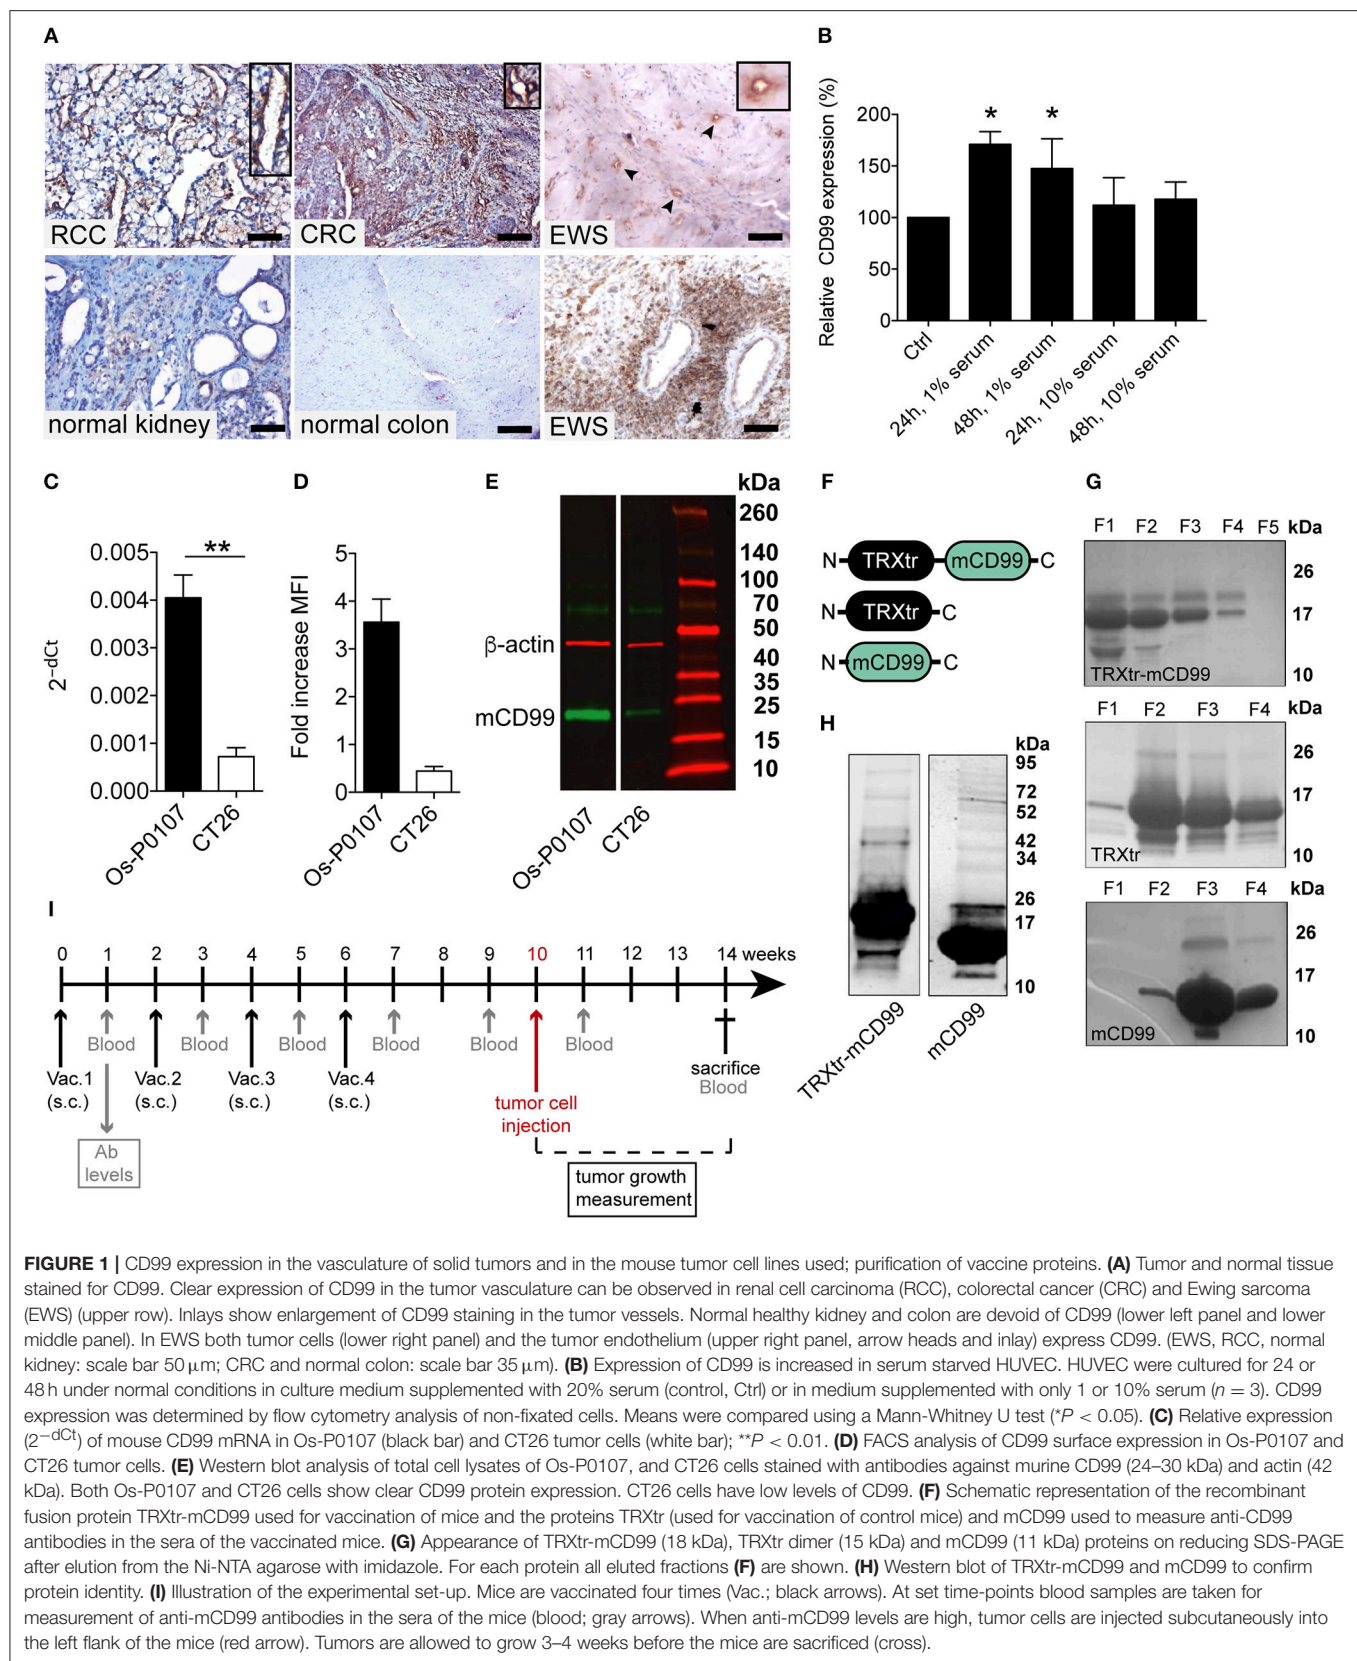 A
RCC
CRC
EWS
normal kidney
normal colon
EWS
B
Relative CD99 expression (%)
200
150
100
50
0
*
*
Ctrl
24h, 1% serum
48h, 1% serum
24h, 10% serum
48h, 10% serum
C
2−dCt
0.005
0.004
0.003
0.002
0.001
0.000
**
Os-P0107
CT26
D
Fold increase MFI
5
4
3
2
1
0
Os-P0107
CT26
E
kDa
260
140
100
70
50
40
35
25
15
10
β-actin
mCD99
Os-P0107
CT26
F
N TRXtr mCD99 C
N TRXtr C
N mCD99 C
G
F1 F2 F3 F4 F5 kDa
26
17
10
TRXtr-mCD99
F1 F2 F3 F4 kDa
26
17
10
TRXtr
F1 F2 F3 F4 kDa
26
17
10
mCD99
H
kDa
95
72
52
42
34
26
17
10
TRXtr-mCD99
mCD99
I
0 1 2 3 4 5 6 7 8 9 10 11 12 13 14 weeks
Blood Blood Blood Blood Blood Blood
Vac.1 Vac.2 Vac.3 Vac.4
(s.c.) (s.c.) (s.c.) (s.c.)
Ab
levels
tumor cell
injection
sacrifice
Blood
tumor growth
measurement
FIGURE 1 | CD99 expression in the vasculature of solid tumors and in the mouse tumor cell lines used; purification of vaccine proteins. (A) Tumor and normal tissue
stained for CD99. Clear expression of CD99 in the tumor vasculature can be observed in renal cell carcinoma (RCC), colorectal cancer (CRC) and Ewing sarcoma
(EWS) (upper row). Inlays show enlargement of CD99 staining in the tumor vessels. Normal healthy kidney and colon are devoid of CD99 (lower left panel and lower
middle panel). In EWS both tumor cells (lower right panel) and the tumor endothelium (upper right panel, arrow heads and inlay) express CD99. (EWS, RCC, normal
kidney: scale bar 50 μm; CRC and normal colon: scale bar 35 μm). (B) Expression of CD99 is increased in serum starved HUVEC. HUVEC were cultured for 24 or
48 h under normal conditions in culture medium supplemented with 20% serum (control, Ctrl) or in medium supplemented with only 1 or 10% serum (n = 3). CD99
expression was determined by flow cytometry analysis of non-fixated cells. Means were compared using a Mann-Whitney U test (*P < 0.05). (C) Relative expression
(2−dCt) of mouse CD99 mRNA in Os-P0107 (black bar) and CT26 tumor cells (white bar); **P < 0.01. (D) FACS analysis of CD99 surface expression in Os-P0107 and
CT26 tumor cells. (E) Western blot analysis of total cell lysates of Os-P0107, and CT26 cells stained with antibodies against murine CD99 (24–30 kDa) and actin (42
kDa). Both Os-P0107 and CT26 cells show clear CD99 protein expression. CT26 cells have low levels of CD99. (F) Schematic representation of the recombinant
fusion protein TRXtr-mCD99 used for vaccination of mice and the proteins TRXtr (used for vaccination of control mice) and mCD99 used to measure anti-CD99
antibodies in the sera of the vaccinated mice. (G) Appearance of TRXtr-mCD99 (18 kDa), TRXtr dimer (15 kDa) and mCD99 (11 kDa) proteins on reducing SDS-PAGE
after elution from the Ni-NTA agarose with imidazole. For each protein all eluted fractions (F) are shown. (H) Western blot of TRXtr-mCD99 and mCD99 to confirm
protein identity. (I) Illustration of the experimental set-up. Mice are vaccinated four times (Vac.; black arrows). At set time-points blood samples are taken for
measurement of anti-mCD99 antibodies in the sera of the mice (blood; gray arrows). When anti-mCD99 levels are high, tumor cells are injected subcutaneously into
the left flank of the mice (red arrow). Tumors are allowed to grow 3–4 weeks before the mice are sacrificed (cross).